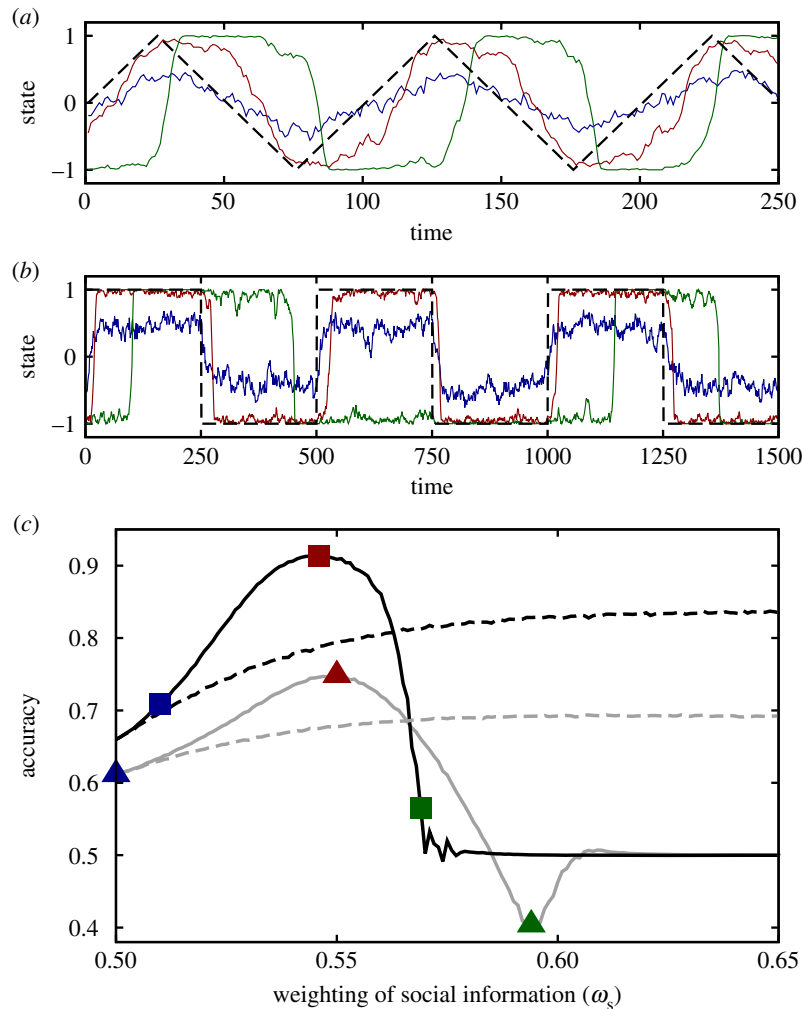 (a)
1
0
−1
state
0 50 100 150 200 250
time
(b)
1
0
−1
state
0 250 500 750 1000 1250 1500
time
(c)
0.9
0.8
0.7
0.6
0.5
0.4
accuracy
0.50 0.55 0.60 0.65
weighting of social information (ωs)